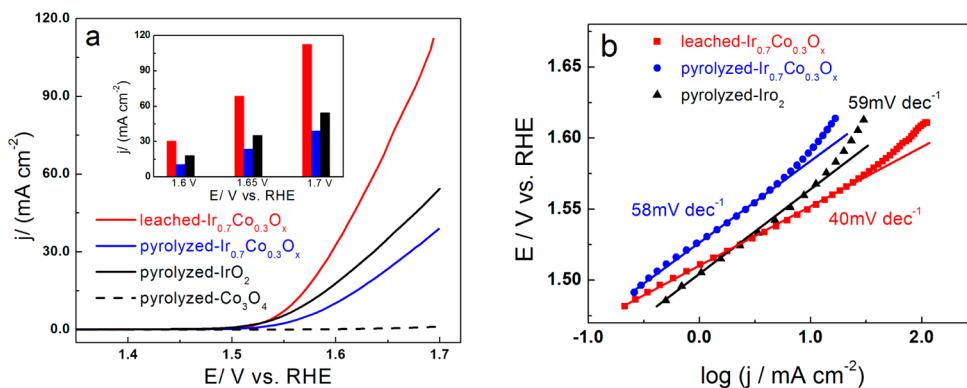 a
120.0
90.0
60.0
30.0
0.0
j/ (mA cm⁻²)
1.4
1.5
1.6
1.7
E/ V vs. RHE
120
90
60
30
0
j/ (mA cm⁻²)
1.6 V
1.65 V
1.7 V
E/ V vs. RHE
leached-Ir₀.₇Co₀.₃Oₓ
pyrolyzed-Ir₀.₇Co₀.₃O
pyrolyzed-IrO₂
pyrolyzed-Co₃O₄
b
leached-Ir₀.₇Co₀.₃Oₓ
pyrolyzed-Ir₀.₇Co₀.₃Oₓ
pyrolyzed-Iro₂
59mV dec⁻¹
58mV dec⁻¹
40mV dec⁻¹
1.65
1.60
1.55
1.50
E / V vs. RHE
-1.0
0.0
1.0
2.0
log (j / mA cm⁻²)